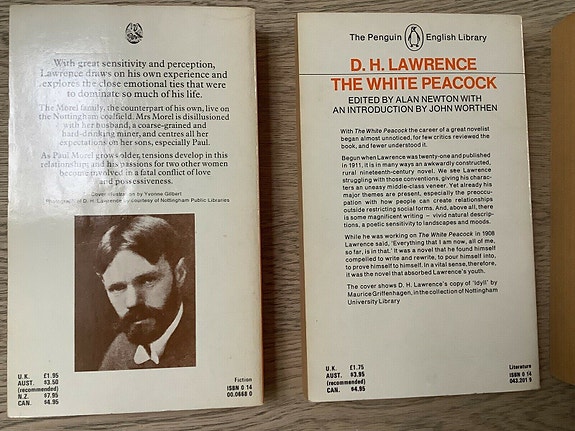 With great sensitivity and perception,
Lawrence draws on his own experience and
explores the close emotional ties that were
to dominate so much of his life.
The Morel family, the counterpart of his own, live on
the Nottingham coalfield. Mrs Morel is disillusioned
with her husband, a coarse-grained and
hard-drinking miner, and centres all her
expectations on her sons, especially Paul.
As Paul Morel grows older, tensions develop in this
relationship, and his passions for two other women
become involved in a fatal conflict of love
and possessiveness.
Cover illustration by Yvonne Gilbert
Photograph of D. H. Lawrence by courtesy of Nottingham Public Libraries
U.K. £1.95
AUST. $3.50
(recommended)
N.Z. $7.95
CAN. $4.95
Fiction
ISBN 0 14
00.0668 0
The Penguin English Library
D. H. LAWRENCE
THE WHITE PEACOCK
EDITED BY ALAN NEWTON WITH
AN INTRODUCTION BY JOHN WORTHEN
With The White Peacock the career of a great novelist
began almost unnoticed, for few critics reviewed the
book, and fewer understood it.
Begun when Lawrence was twenty-one and published
in 1911, it is in many ways an awkwardly constructed,
rural nineteenth-century novel. We see Lawrence
struggling with those conventions, giving his charac-
ters an uneasy middle-class veneer. Yet already his
major themes are present, especially the preoccu-
pation with how people can create relationships
outside restricting social forms. And, above all, there
is some magnificent writing – vivid natural descrip-
tions, a poetic sensitivity to landscapes and moods.
While he was working on The White Peacock in 1908
Lawrence said, 'Everything that I am now, all of me,
so far, is in that.' It was a novel that he found himself
compelled to write and rewrite, to pour himself into,
to prove himself to himself. In a vital sense, therefore,
it was the novel that absorbed Lawrence's youth.
The cover shows D. H. Lawrence's copy of 'Idyll' by
Maurice Griffenhagen, in the collection of Nottingham
University Library
U.K. £1.75
AUST. $3.95
(recommended)
CAN. $4.95
Literature
ISBN 0 14
043.201 9